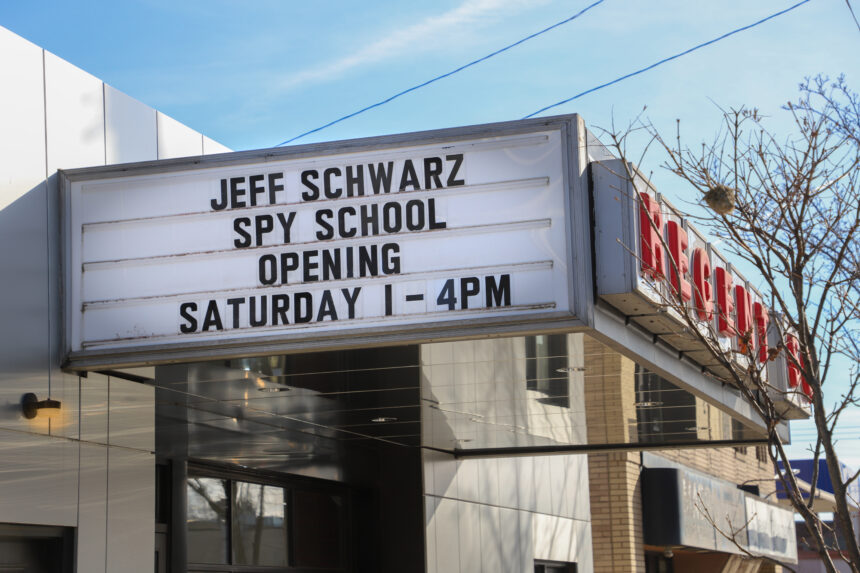 JEFF SCHWARZ
SPY SCHOOL
OPENING
SATURDAY 1-4PM